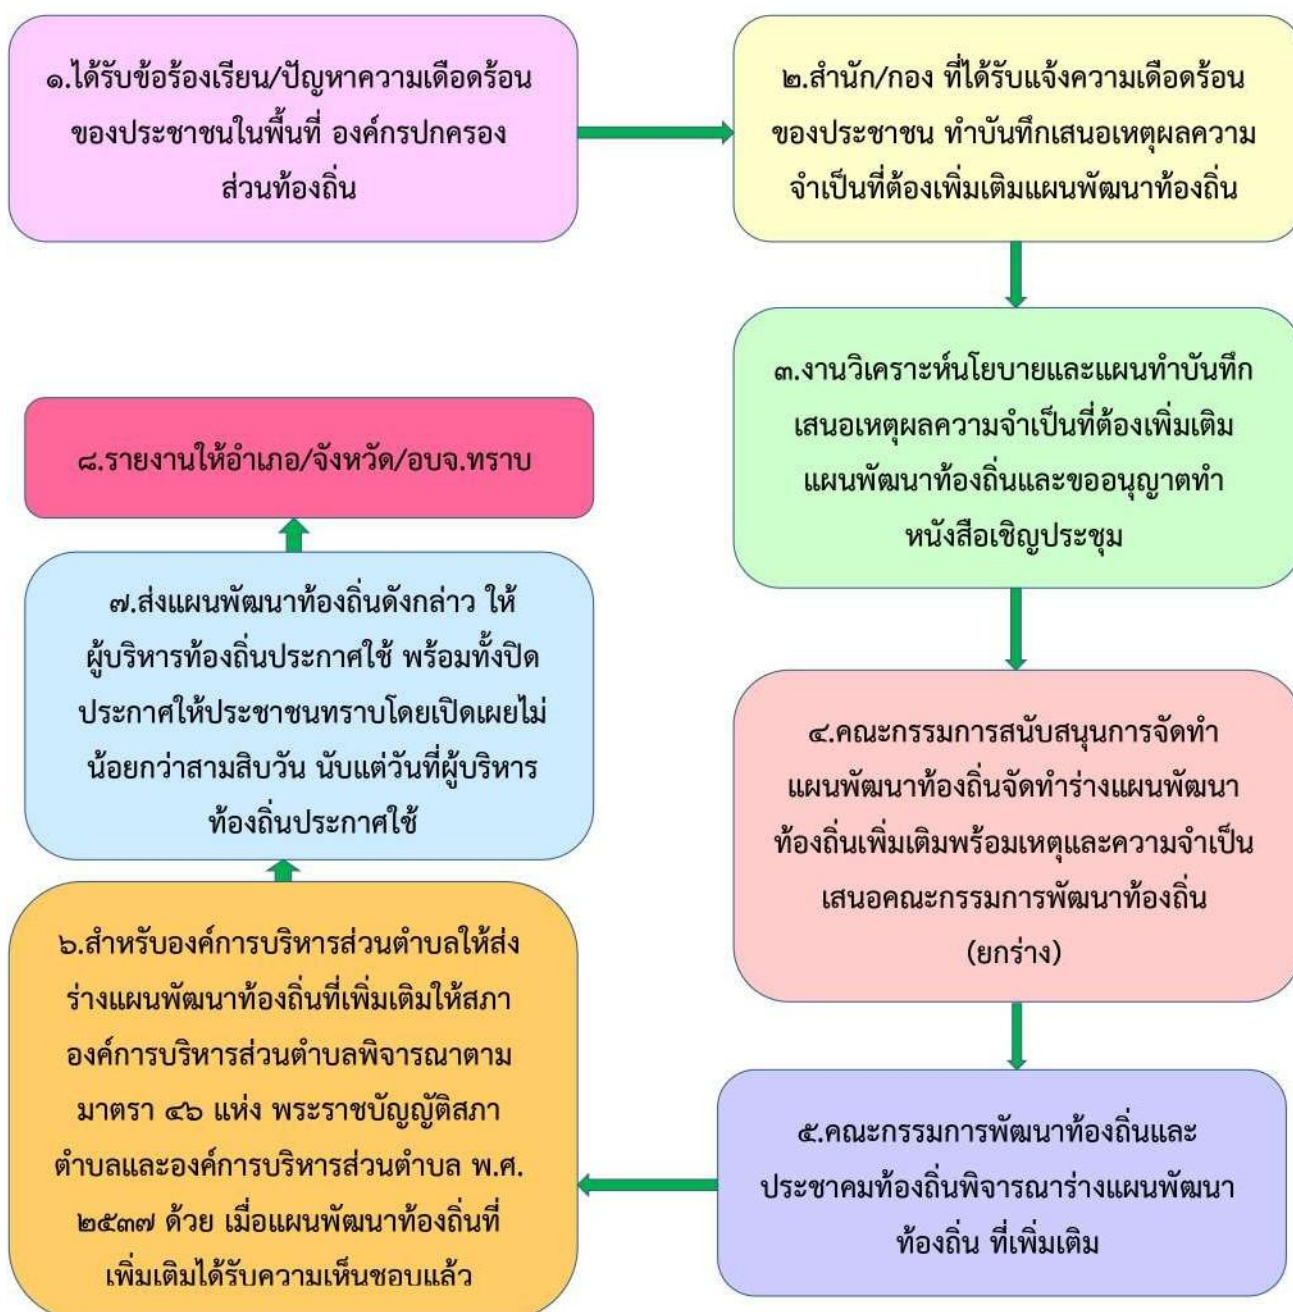 ๑.ได้รับข้อร้องเรียน/ปัญหาความเดือดร้อน
ของประชาชนในพื้นที่ องค์กรปกครอง
ส่วนท้องถิ่น
๒.สำนัก/กอง ที่ได้รับแจ้งความเดือดร้อน
ของประชาชน ทำบันทึกเสนอเหตุผลความ
จำเป็นที่ต้องเพิ่มเติมแผนพัฒนาท้องถิ่น
๓.งานวิเคราะห์นโยบายและแผนทำบันทึก
เสนอเหตุผลความจำเป็นที่ต้องเพิ่มเติม
แผนพัฒนาท้องถิ่นและขออนุญาตทำ
หนังสือเชิญประชุม
๔.คณะกรรมการสนับสนุนการจัดทำ
แผนพัฒนาท้องถิ่นจัดทำร่างแผนพัฒนา
ท้องถิ่นเพิ่มเติมพร้อมเหตุและความจำเป็น
เสนอคณะกรรมการพัฒนาท้องถิ่น
(ยกร่าง)
๕.คณะกรรมการพัฒนาท้องถิ่นและ
ประชาคมท้องถิ่นพิจารณาร่างแผนพัฒนา
ท้องถิ่น ที่เพิ่มเติม
๖.สำหรับองค์การบริหารส่วนตำบลให้ส่ง
ร่างแผนพัฒนาท้องถิ่นที่เพิ่มเติมให้สภา
องค์การบริหารส่วนตำบลพิจารณาตาม
มาตรา ๔๖ แห่ง พระราชบัญญัติสภา
ตำบลและองค์การบริหารส่วนตำบล พ.ศ.
๒๕๓๗ ด้วย เมื่อแผนพัฒนาท้องถิ่นที่
เพิ่มเติมได้รับความเห็นชอบแล้ว
๗.ส่งแผนพัฒนาท้องถิ่นดังกล่าว ให้
ผู้บริหารท้องถิ่นประกาศใช้ พร้อมทั้งปิด
ประกาศให้ประชาชนทราบโดยเปิดเผยไม่
น้อยกว่าสามสิบวัน นับแต่วันที่ผู้บริหาร
ท้องถิ่นประกาศใช้
๘.รายงานให้อำเภอ/จังหวัด/อบจ.ทราบ